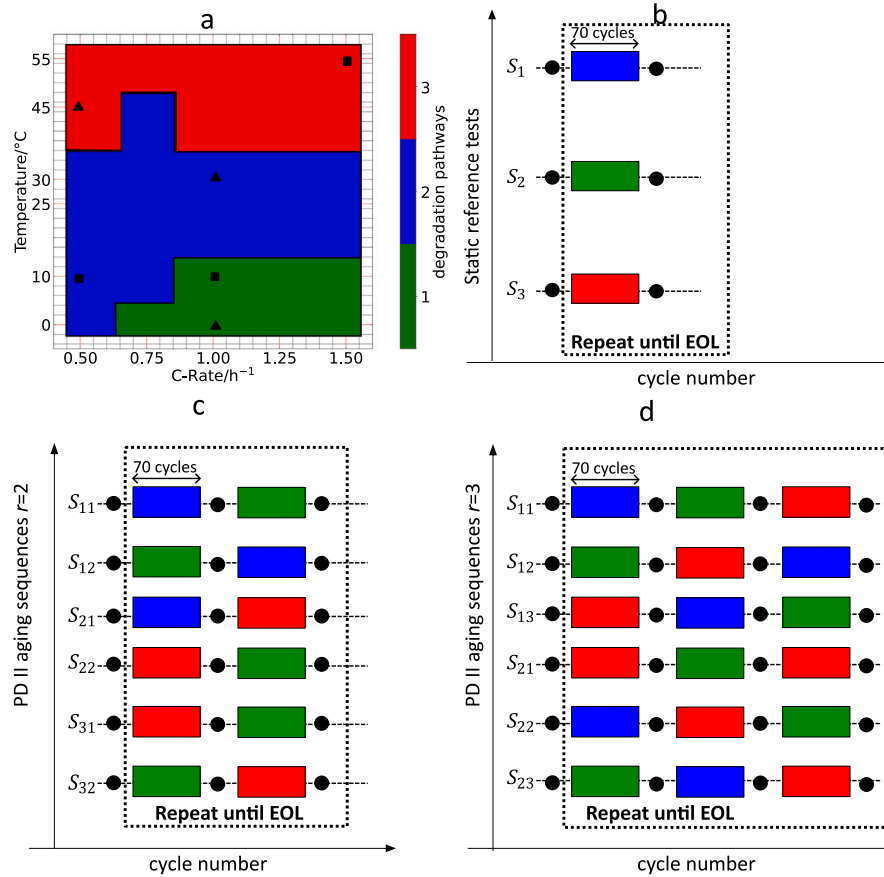 a
Temperature/°C
55
45
30
25
10
0
0.50 0.75 1.00 1.25 1.50
C-Rate/h⁻¹
3
2
1
degradation pathways
b
Static reference tests
70 cycles
S₁
S₂
S₃
Repeat until EOL
cycle number
c
PD II aging sequences r=2
70 cycles
S₁₁
S₁₂
S₂₁
S₂₂
S₃₁
S₃₂
Repeat until EOL
cycle number
d
PD II aging sequences r=3
70 cycles
S₁₁
S₁₂
S₁₃
S₂₁
S₂₂
S₂₃
Repeat until EOL
cycle number